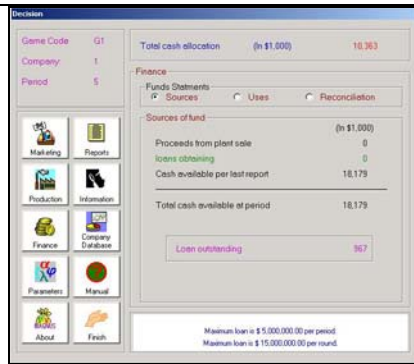 Decision
Game Code G1
Company 1
Period 5
Marketing Reports
Production Information
Finance Company Database
Parameters Manual
About Finish
Total cash allocation (In $1,000) 10,363
Finance
Funds Statments
Sources Uses Reconciliation
Sources of fund
(In $1,000)
Proceeds from plant sale 0
loans obtaining 0
Cash available per last report 18,179
Total cash available at period 18,179
Loan outstanding 967
Maximum loan is $ 5,000,000.00 per period.
Maximum loan is $ 15,000,000.00 per round.